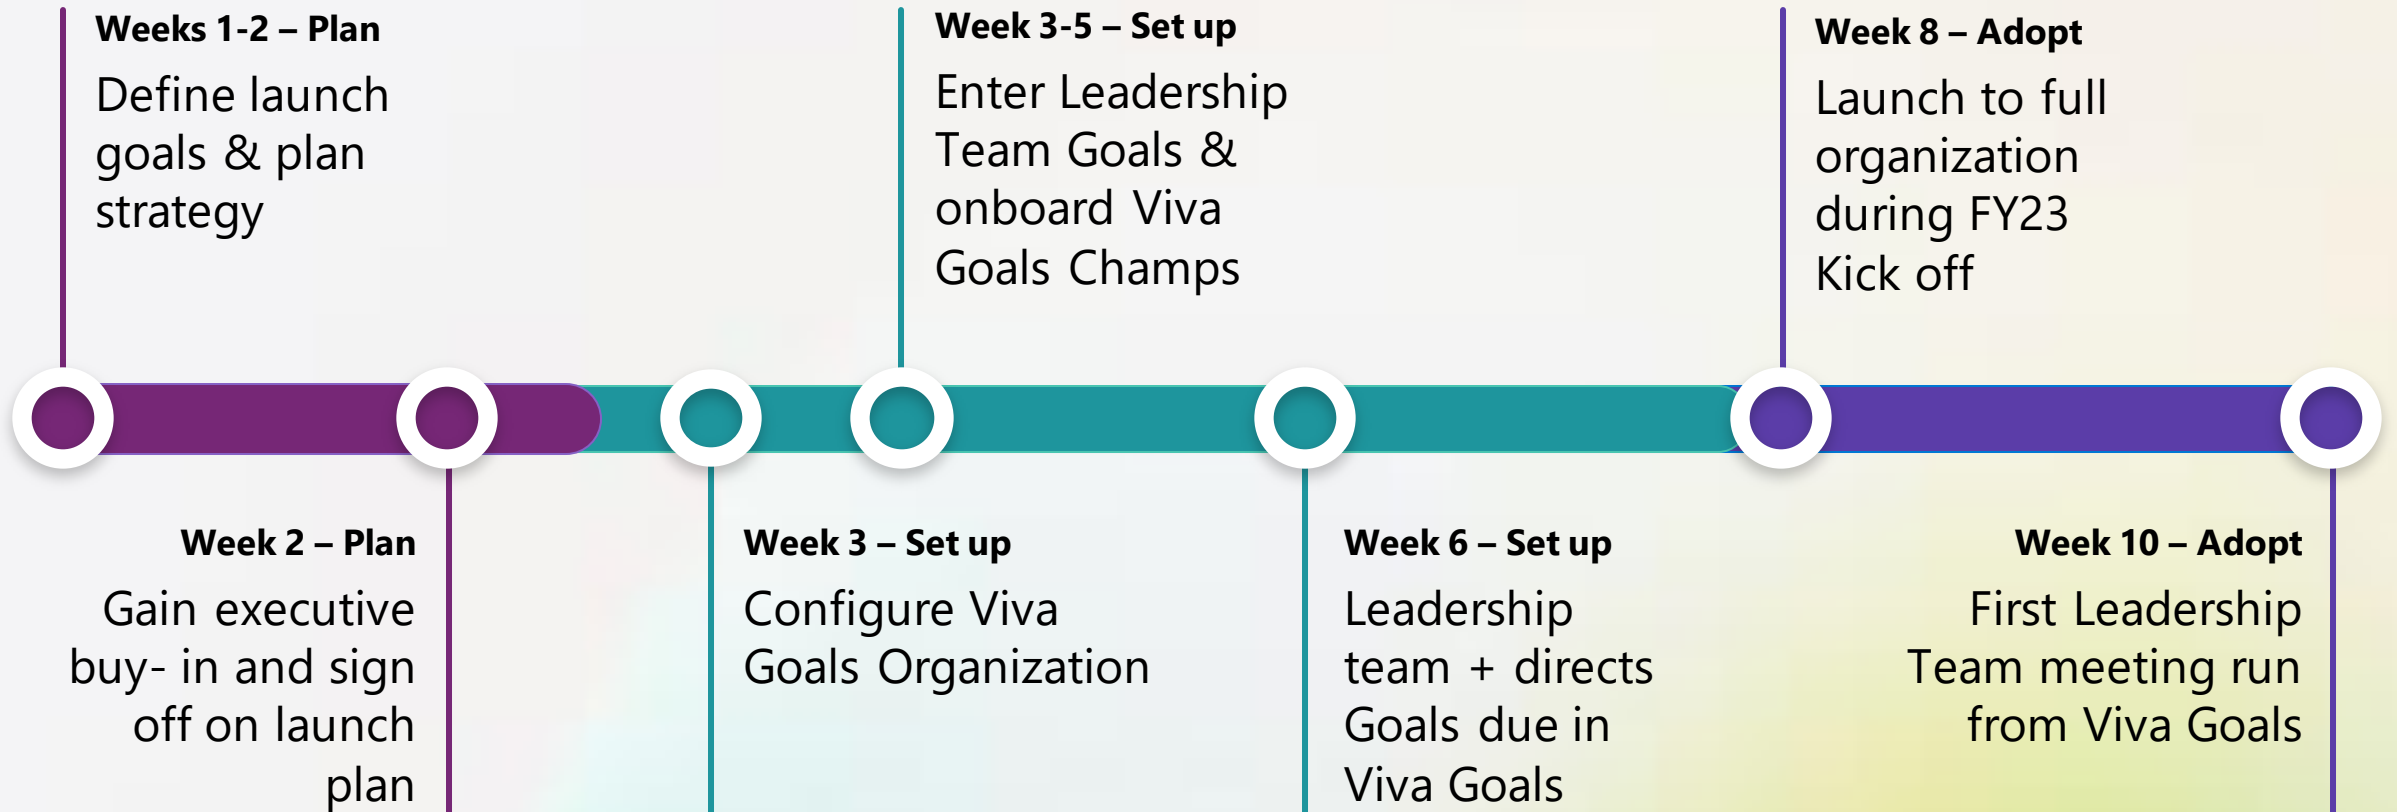 Weeks 1-2 – Plan
Define launch
goals & plan
strategy
Week 3-5 – Set up
Enter Leadership
Team Goals &
onboard Viva
Goals Champs
Week 8 – Adopt
Launch to full
organization
during FY23
Kick off
Week 2 – Plan
Gain executive
buy- in and sign
off on launch
plan
Week 3 – Set up
Configure Viva
Goals Organization
Week 6 – Set up
Leadership
team + directs
Goals due in
Viva Goals
Week 10 – Adopt
First Leadership
Team meeting run
from Viva Goals